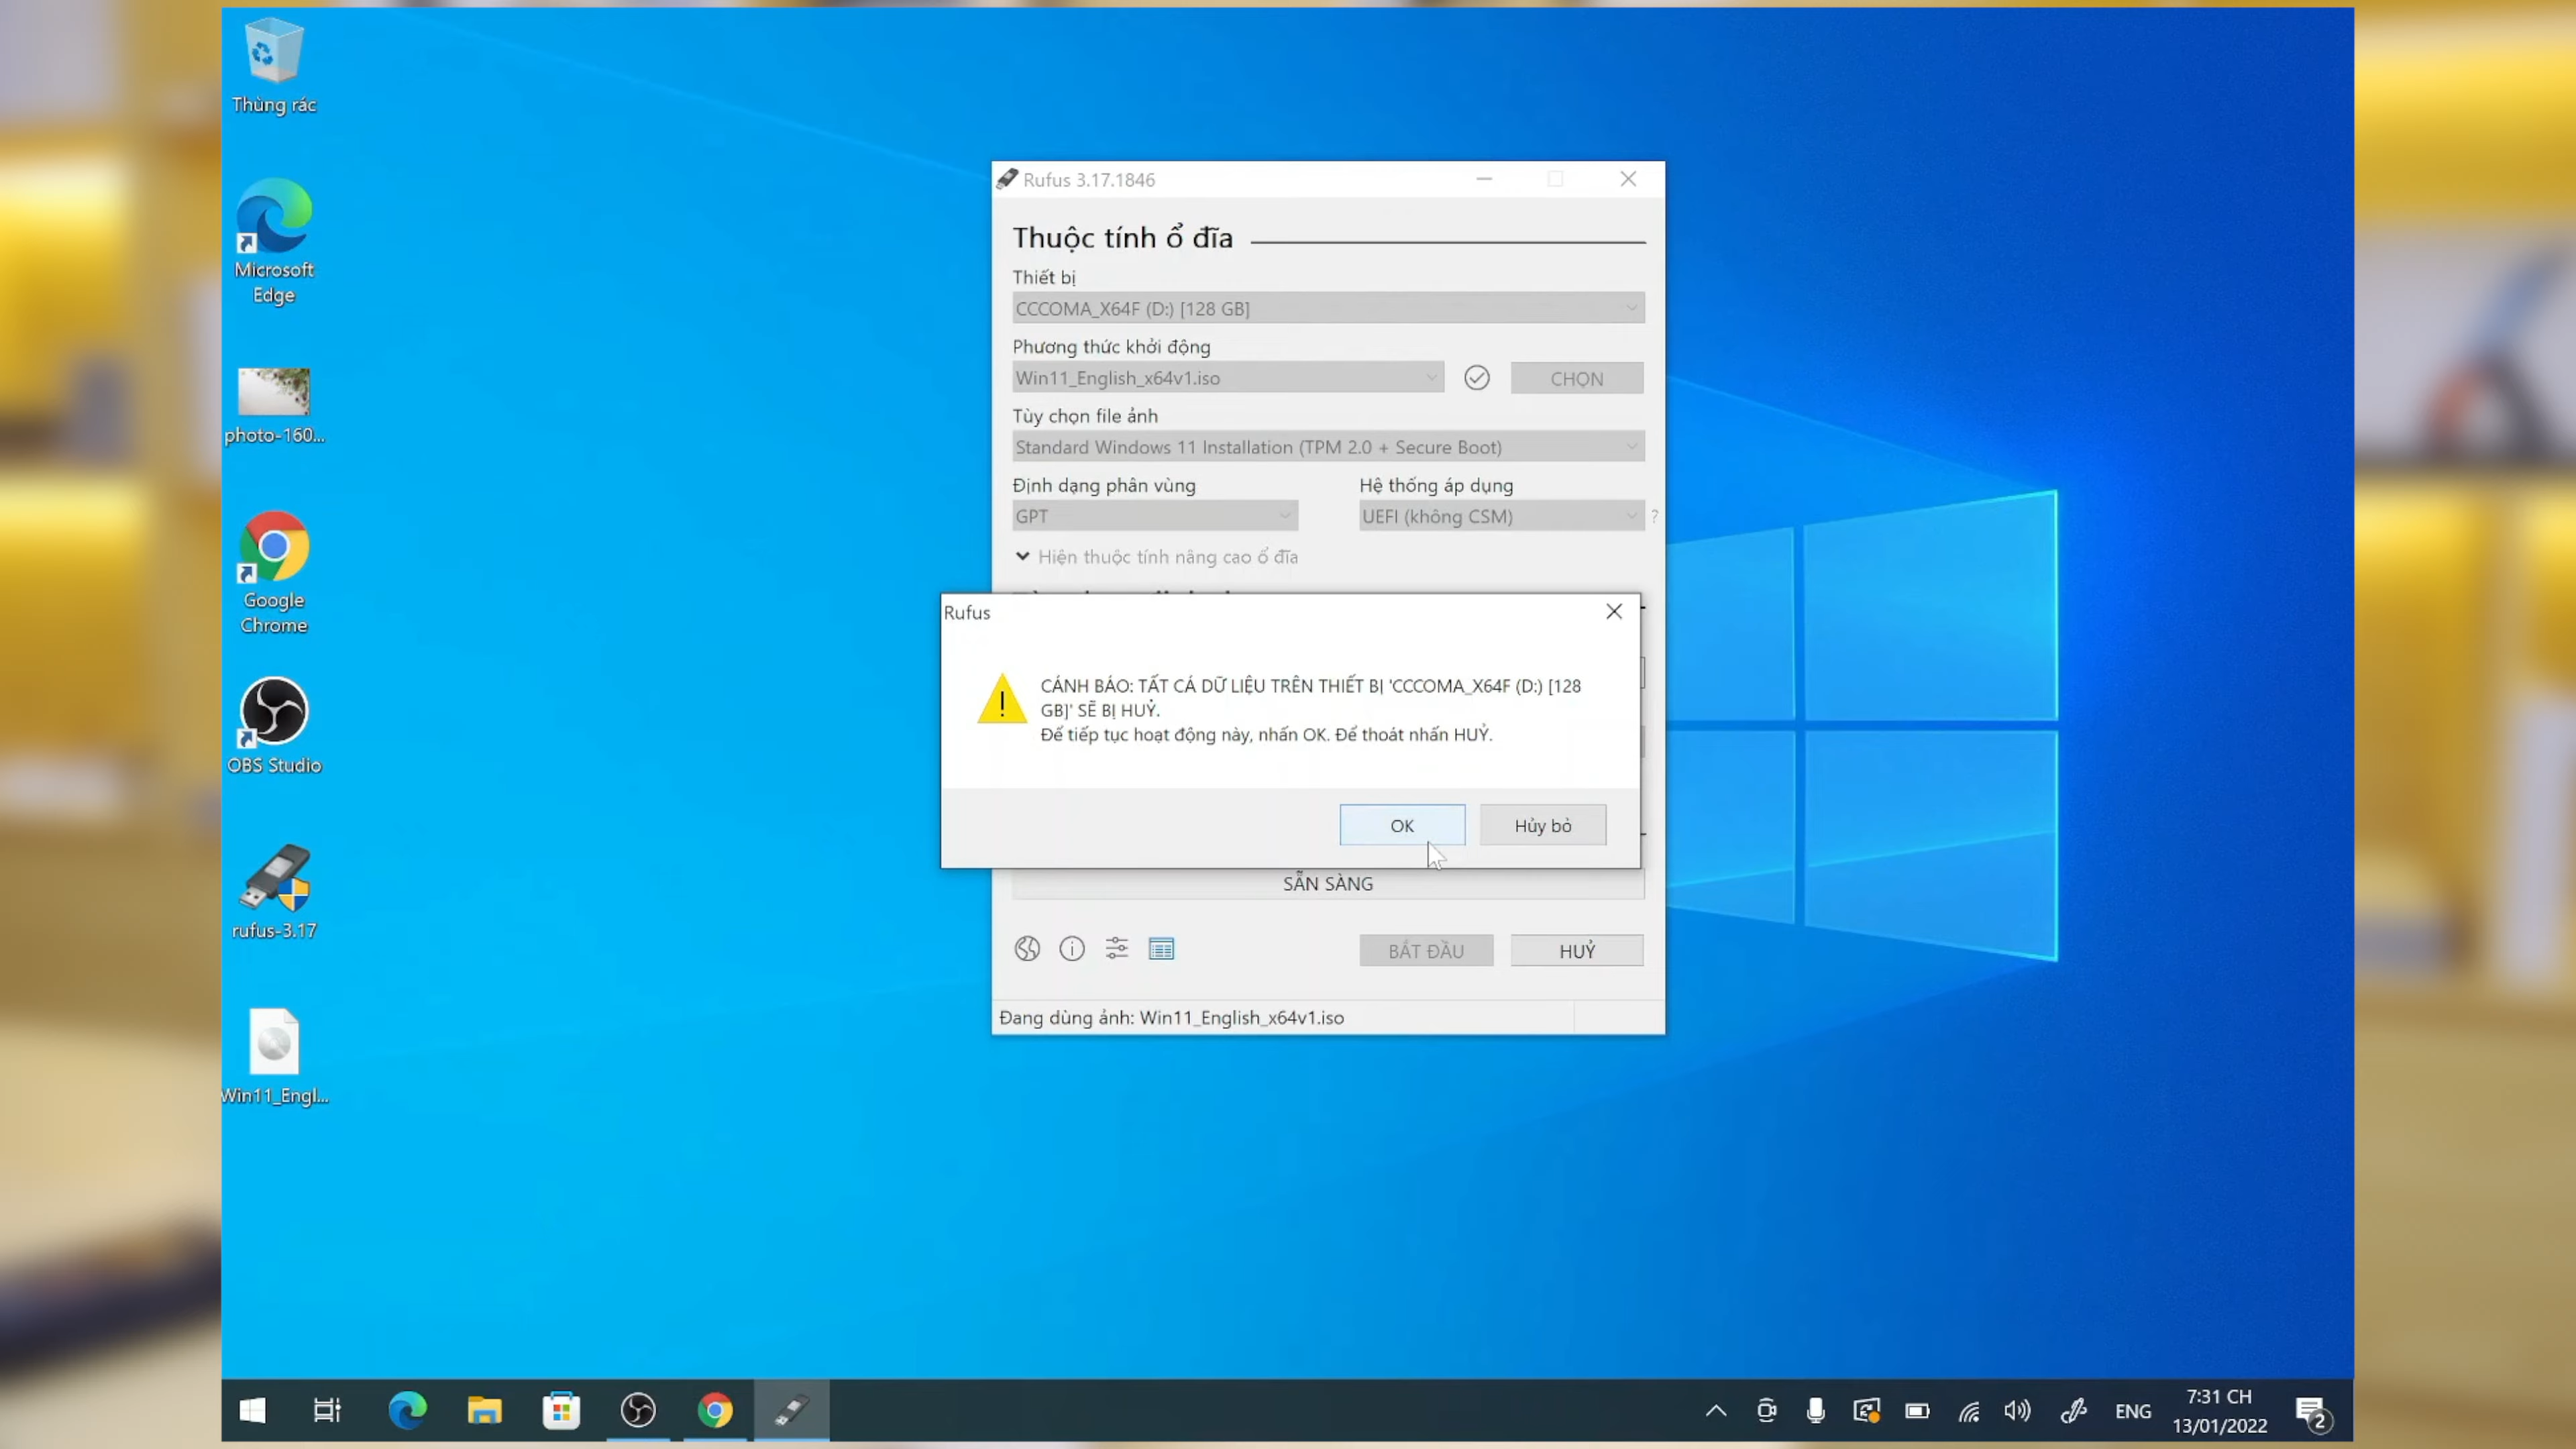 Thùng rác
Microsoft
Edge
photo-160...
Google
Chrome
OBS Studio
rufus-3.17
Win11_Engl...
Rufus 3.17.1846
Thuộc tính ổ đĩa
Thiết bị
CCCOMA_X64F (D:) [128 GB]
Phương thức khởi động
Win11_English_x64v1.iso
CHỌN
Tùy chọn file ảnh
Standard Windows 11 Installation (TPM 2.0 + Secure Boot)
Định dạng phân vùng
Hệ thống áp dụng
GPT
UEFI (không CSM)
?
Hiện thuộc tính nâng cao ổ đĩa
Rufus
CẢNH BÁO: TẤT CẢ DỮ LIỆU TRÊN THIẾT BỊ 'CCCOMA_X64F (D:) [128
GB]' SẼ BỊ HUỶ.
Để tiếp tục hoạt động này, nhấn OK. Để thoát nhấn HUỶ.
OK
Hủy bỏ
SẴN SÀNG
BẮT ĐẦU
HUỶ
Đang dùng ảnh: Win11_English_x64v1.iso
ENG
7:31 CH
13/01/2022
2